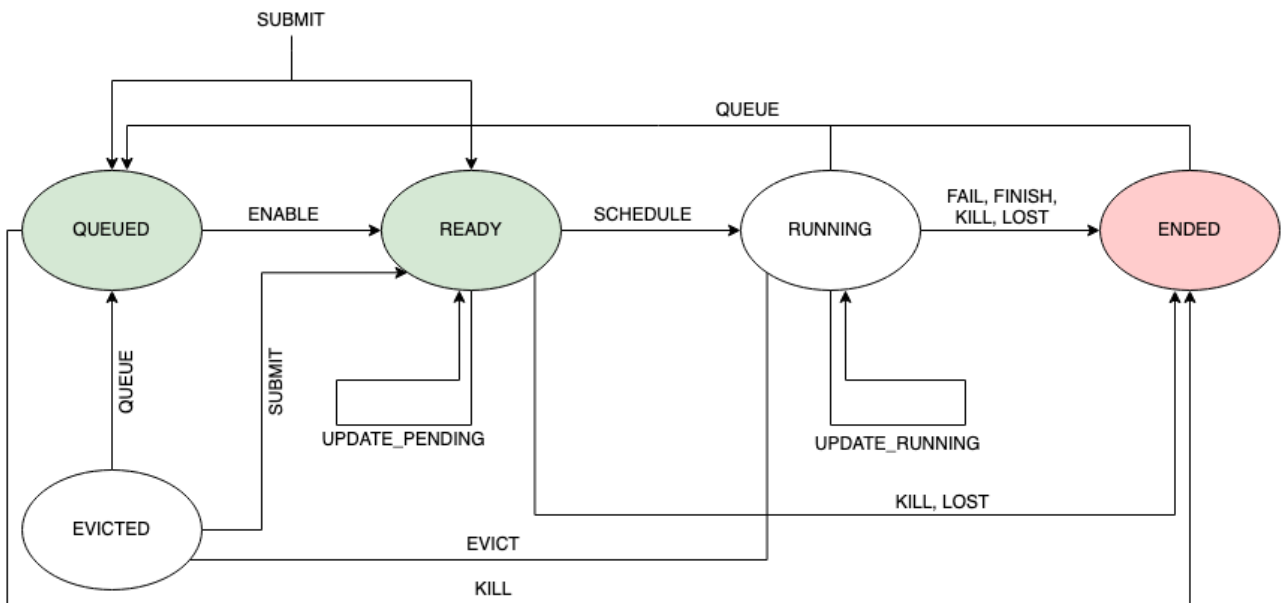 SUBMIT
QUEUE
QUEUED
ENABLE
READY
SCHEDULE
RUNNING
FAIL, FINISH,
KILL, LOST
ENDED
QUEUE
SUBMIT
UPDATE_PENDING
UPDATE_RUNNING
KILL, LOST
EVICTED
EVICT
KILL